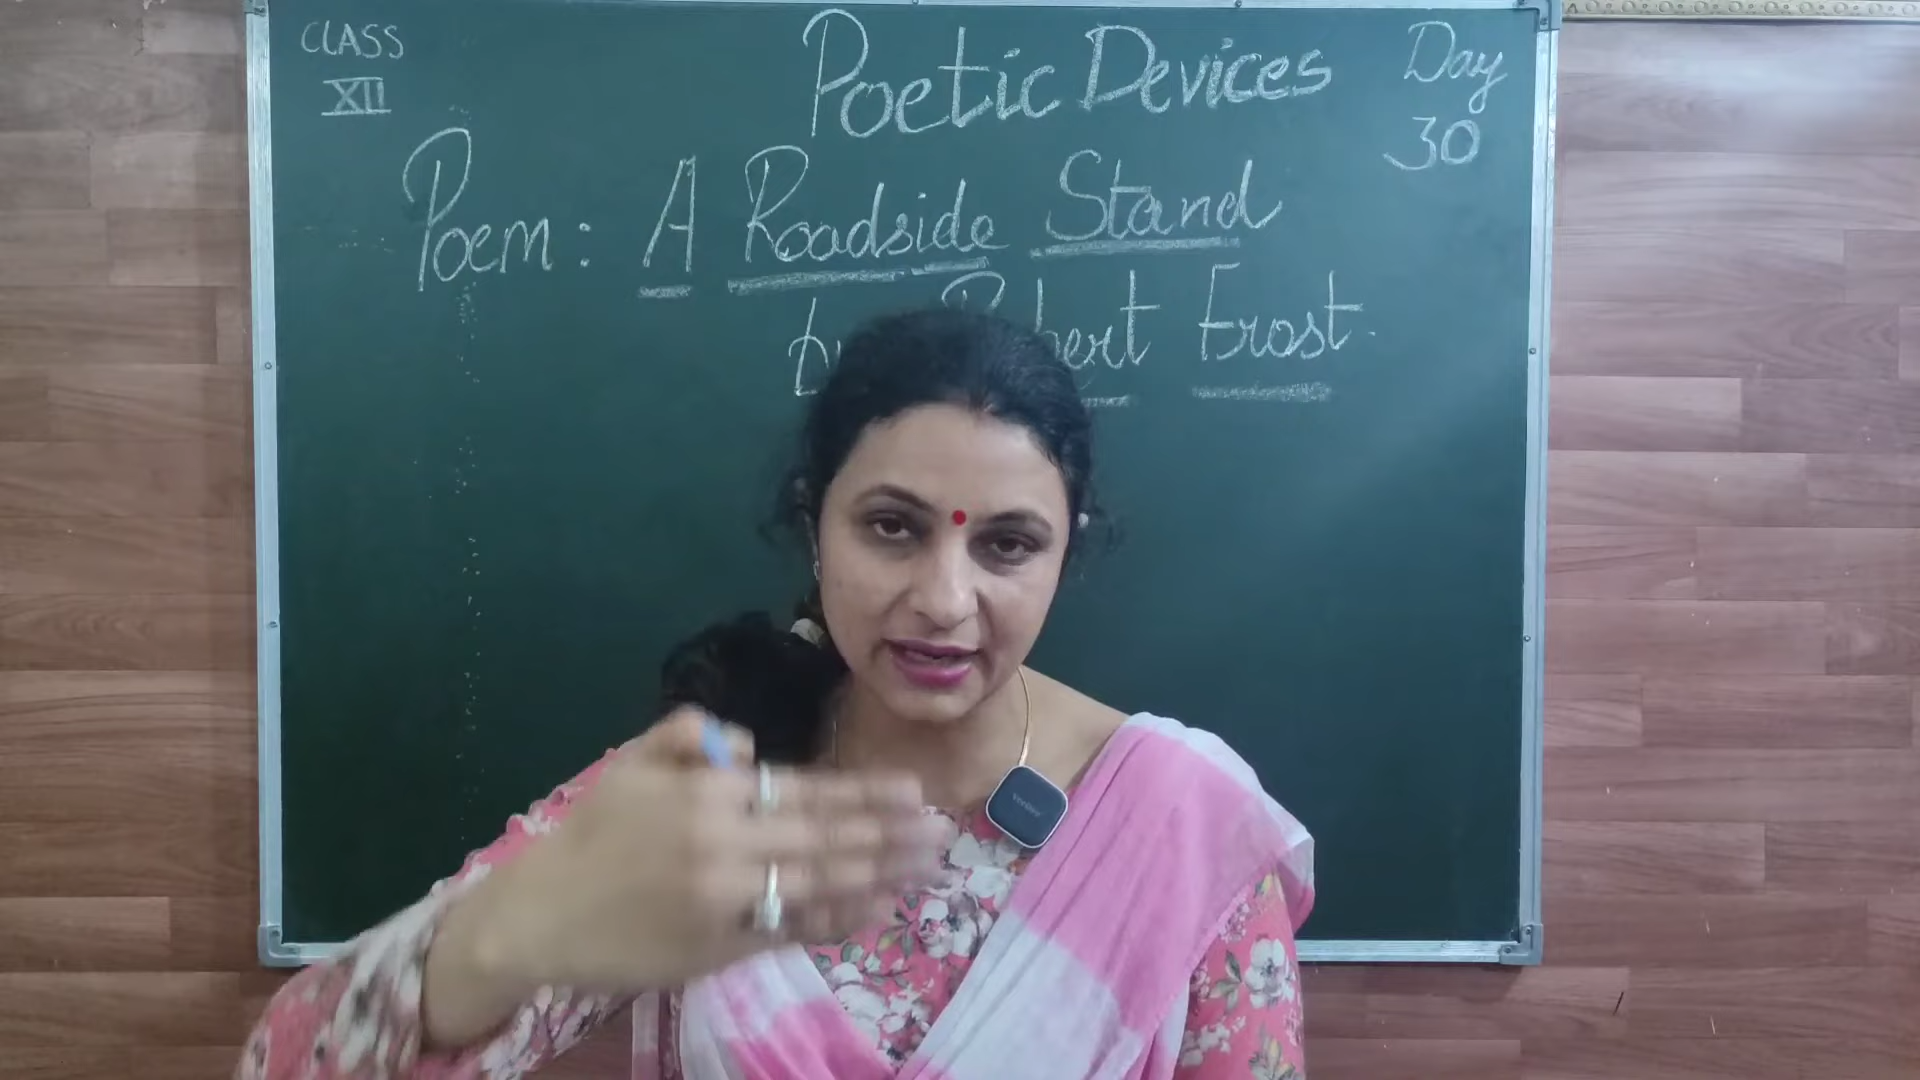 CLASS
XII
Poetic Devices
Day
30
Poem: A Roadside Stand
Frost.